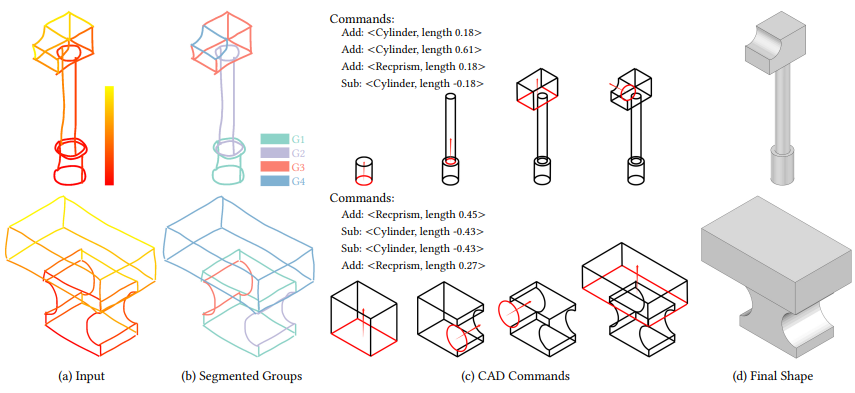 Commands:
Add: <Cylinder, length 0.18>
Add: <Cylinder, length 0.61>
Add: <Recprism, length 0.18>
Sub: <Cylinder, length -0.18>
G1
G2
G3
G4
Commands:
Add: <Recprism, length 0.45>
Sub: <Cylinder, length -0.43>
Sub: <Cylinder, length -0.43>
Add: <Recprism, length 0.27>
(a) Input
(b) Segmented Groups
(c) CAD Commands
(d) Final Shape